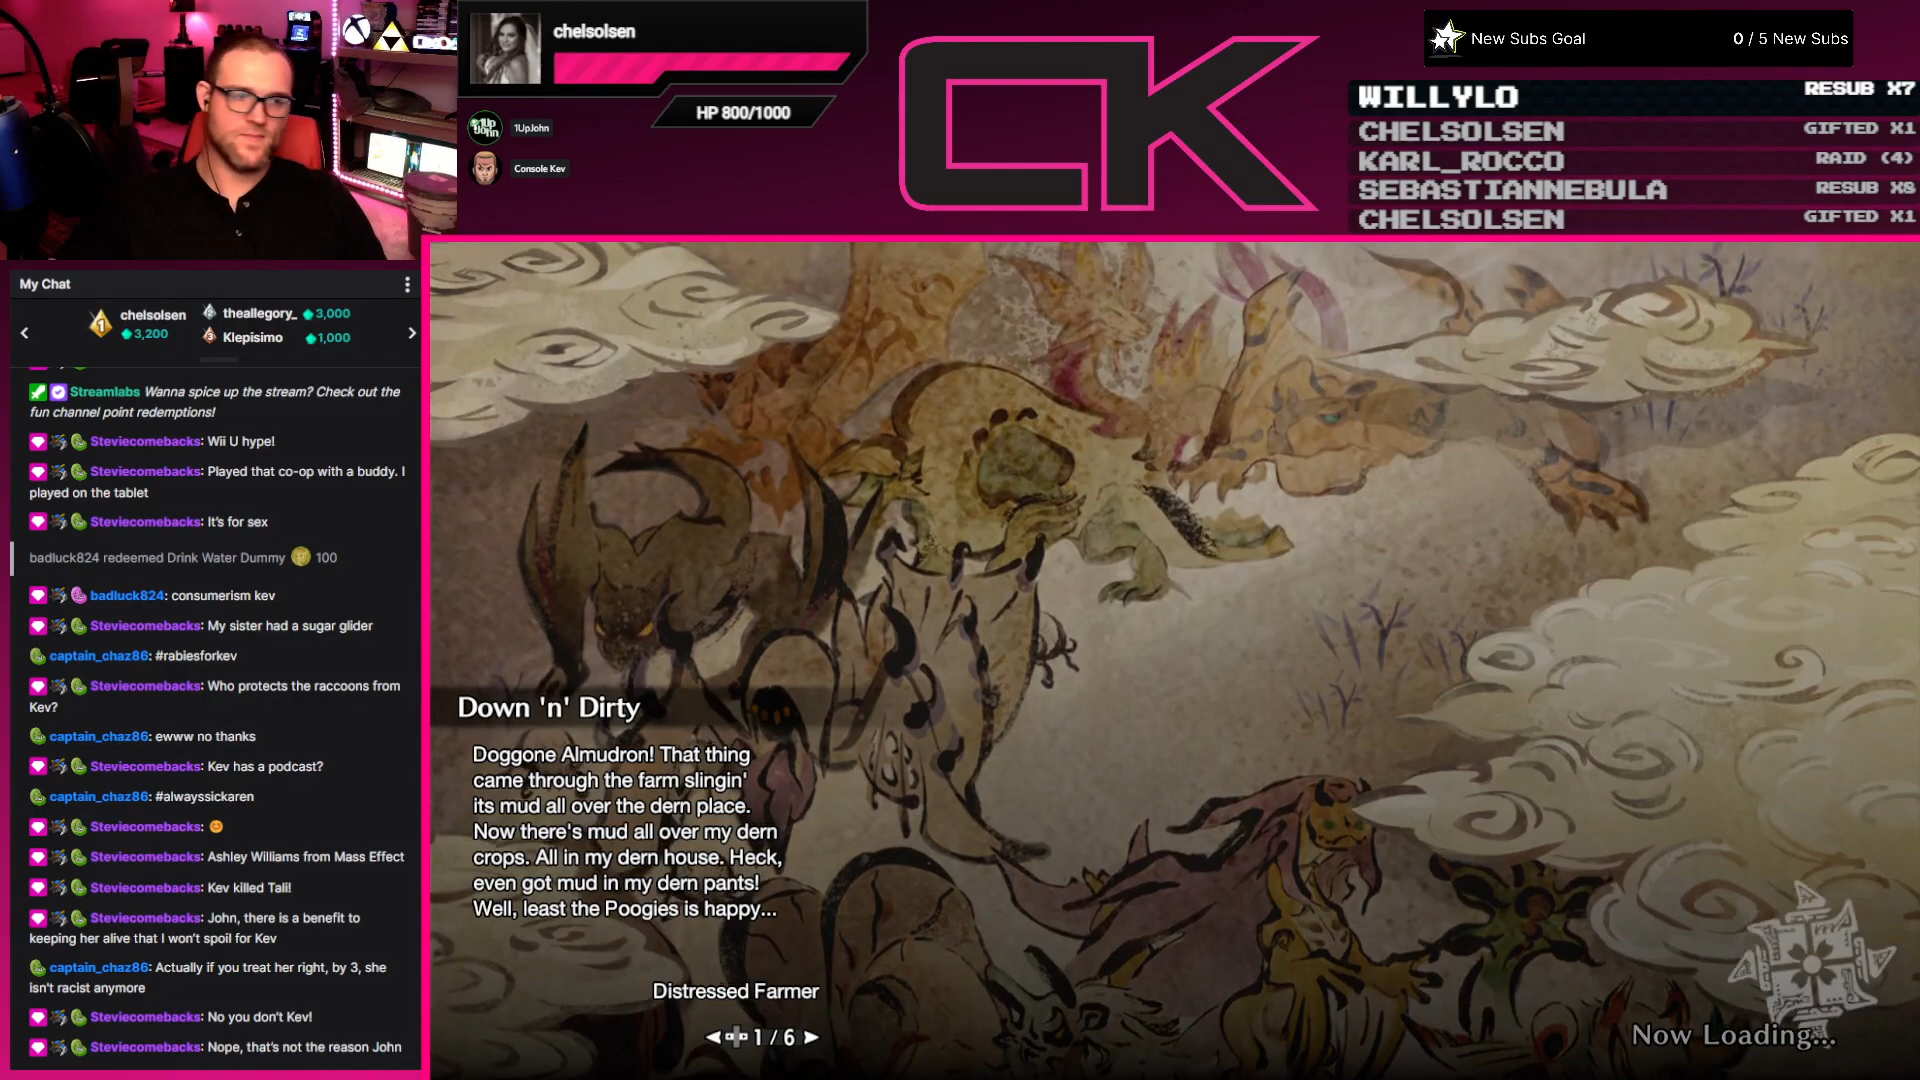 chelsolsen
HP 800/1000
1UpJohn
Console Kev
CK
New Subs Goal
0 / 5 New Subs
WILLYLO RESUB X7
CHELSOLSEN GIFTED X1
KARL_ROCCO RAID (4)
SEBASTIANNEBULA RESUB X8
CHELSOLSEN GIFTED X1
My Chat
1 chelsolsen 3,200
2 theallegory_ 3,000
3 Klepisimo 1,000
Streamlabs Wanna spice up the stream? Check out the
fun channel point redemptions!
Steviecomebacks: Wii U hype!
Steviecomebacks: Played that co-op with a buddy. I
played on the tablet
Steviecomebacks: It's for sex
badluck824 redeemed Drink Water Dummy 100
badluck824: consumerism kev
Steviecomebacks: My sister had a sugar glider
captain_chaz86: #rabiesforkev
Steviecomebacks: Who protects the raccoons from
Kev?
captain_chaz86: ewww no thanks
Steviecomebacks: Kev has a podcast?
captain_chaz86: #alwayssickaren
Steviecomebacks: 😊
Steviecomebacks: Ashley Williams from Mass Effect
Steviecomebacks: Kev killed Tali!
Steviecomebacks: John, there is a benefit to
keeping her alive that I won't spoil for Kev
captain_chaz86: Actually if you treat her right, by 3, she
isn't racist anymore
Steviecomebacks: No you don't Kev!
Steviecomebacks: Nope, that's not the reason John
Down 'n' Dirty
Doggone Almudron! That thing
came through the farm slingin'
its mud all over the dern place.
Now there's mud all over my dern
crops. All in my dern house. Heck,
even got mud in my dern pants!
Well, least the Poogies is happy...
Distressed Farmer
1 / 6
Now Loading...